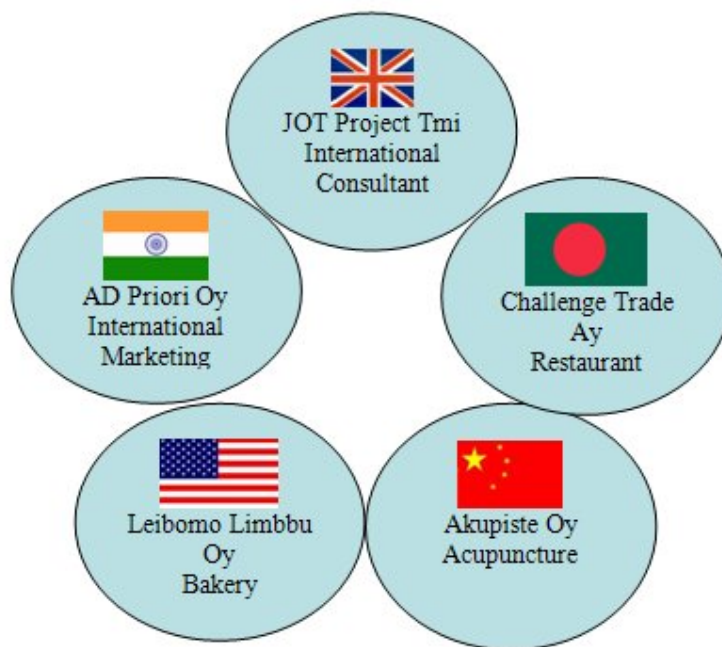 JOT Project Tmi
International
Consultant
AD Priori Oy
International
Marketing
Challenge Trade
Ay
Restaurant
Leibomo Limbbu
Oy
Bakery
Akupiste Oy
Acupuncture